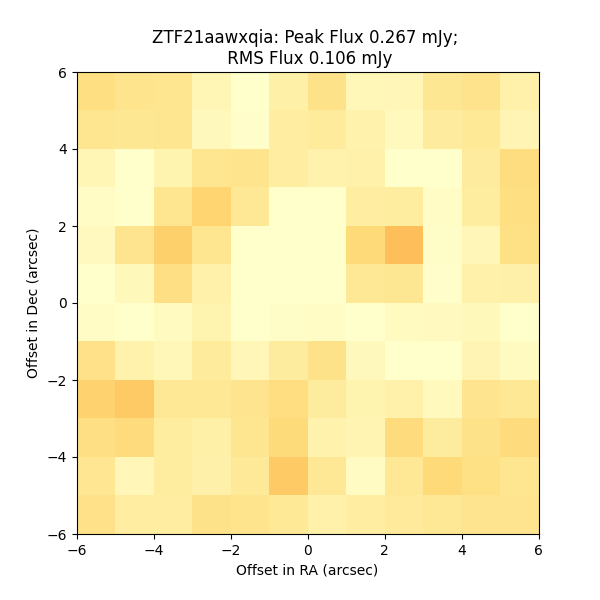 ZTF21aawxqia: Peak Flux 0.267 mJy;
RMS Flux 0.106 mJy
6
4
2
0
−2
−4
−6
Offset in Dec (arcsec)
−6 −4 −2 0 2 4 6
Offset in RA (arcsec)